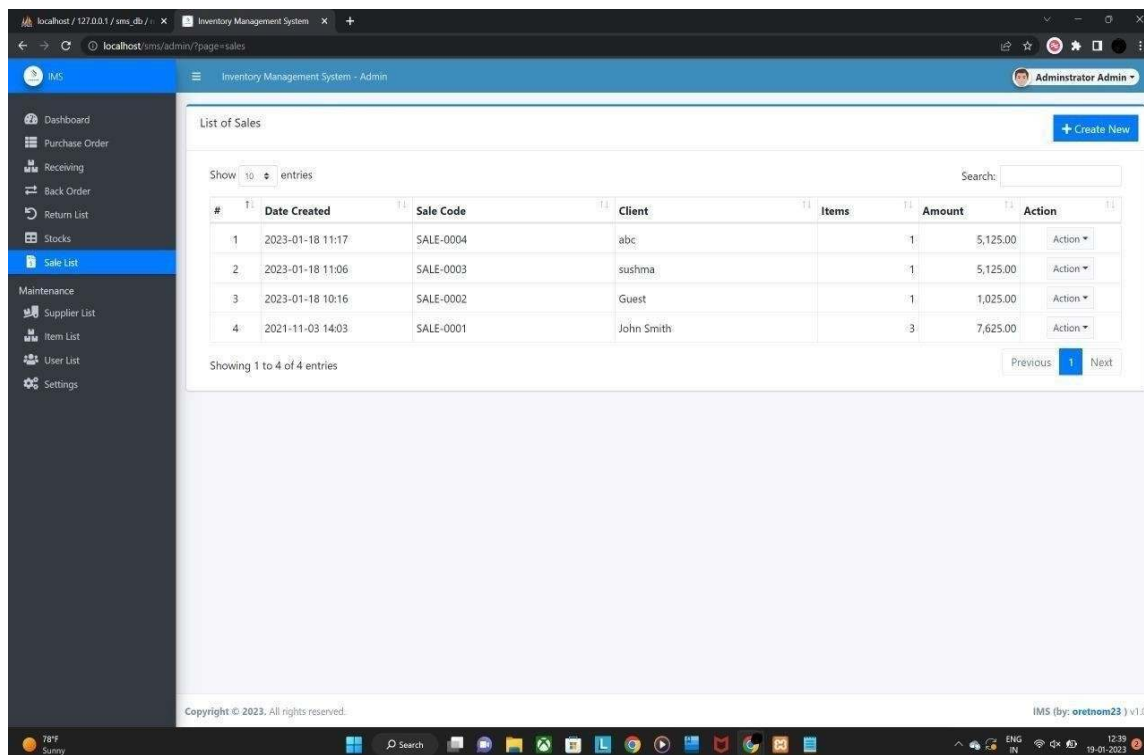 localhost / 127.0.0.1 / sms_db /
Inventory Management System
localhost/sms/admin/?page=sales
IMS
Inventory Management System - Admin
Adminstrator Admin
Dashboard
Purchase Order
Receiving
Back Order
Return List
Stocks
Sale List
Maintenance
Supplier List
Item List
User List
Settings
List of Sales
+ Create New
Show 10 entries
Search:
# Date Created Sale Code Client Items Amount Action
1 2023-01-18 11:17 SALE-0004 abc 1 5,125.00 Action
2 2023-01-18 11:06 SALE-0003 sushma 1 5,125.00 Action
3 2023-01-18 10:16 SALE-0002 Guest 1 1,025.00 Action
4 2021-11-03 14:03 SALE-0001 John Smith 3 7,625.00 Action
Showing 1 to 4 of 4 entries
Previous 1 Next
Copyright © 2023. All rights reserved.
IMS (by: oretnom23 ) v1.0
78°F
Sunny
Search
ENG
IN
12:39
19-01-2023